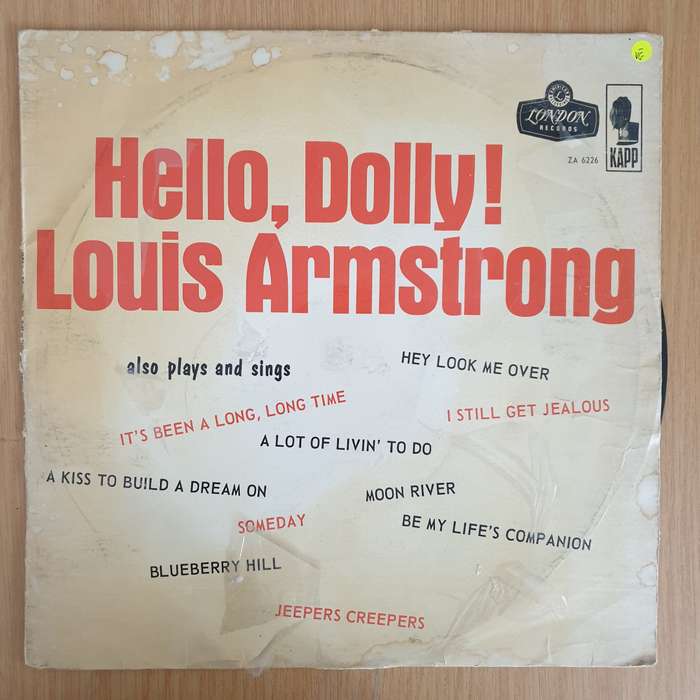 LONDON
RECORDS
ZA 6226
KAPP
Hello, Dolly!
Louis Armstrong
also plays and sings
HEY LOOK ME OVER
IT'S BEEN A LONG, LONG TIME
I STILL GET JEALOUS
A LOT OF LIVIN' TO DO
A KISS TO BUILD A DREAM ON
MOON RIVER
SOMEDAY
BE MY LIFE'S COMPANION
BLUEBERRY HILL
JEEPERS CREEPERS